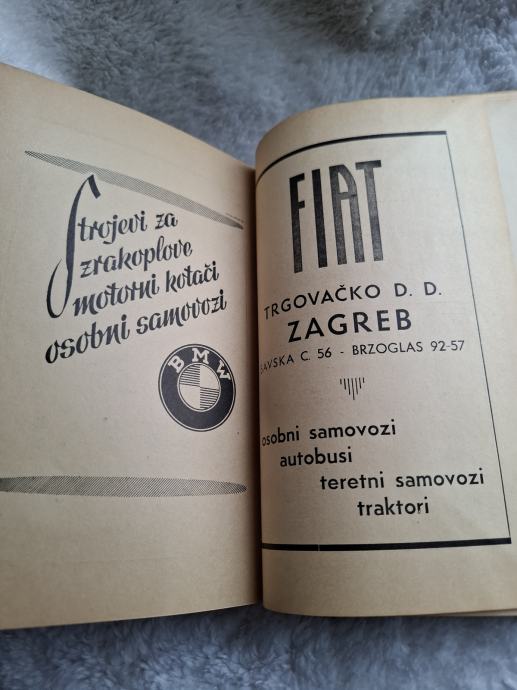 Strojevi za
zrakoplove
motorni kotači
osobni samovozi
BMW
FIAT
TRGOVAČKO D. D.
ZAGREB
SAVSKA C. 56 - BRZOGLAS 92-57
osobni samovozi
autobusi
teretni samovozi
traktori